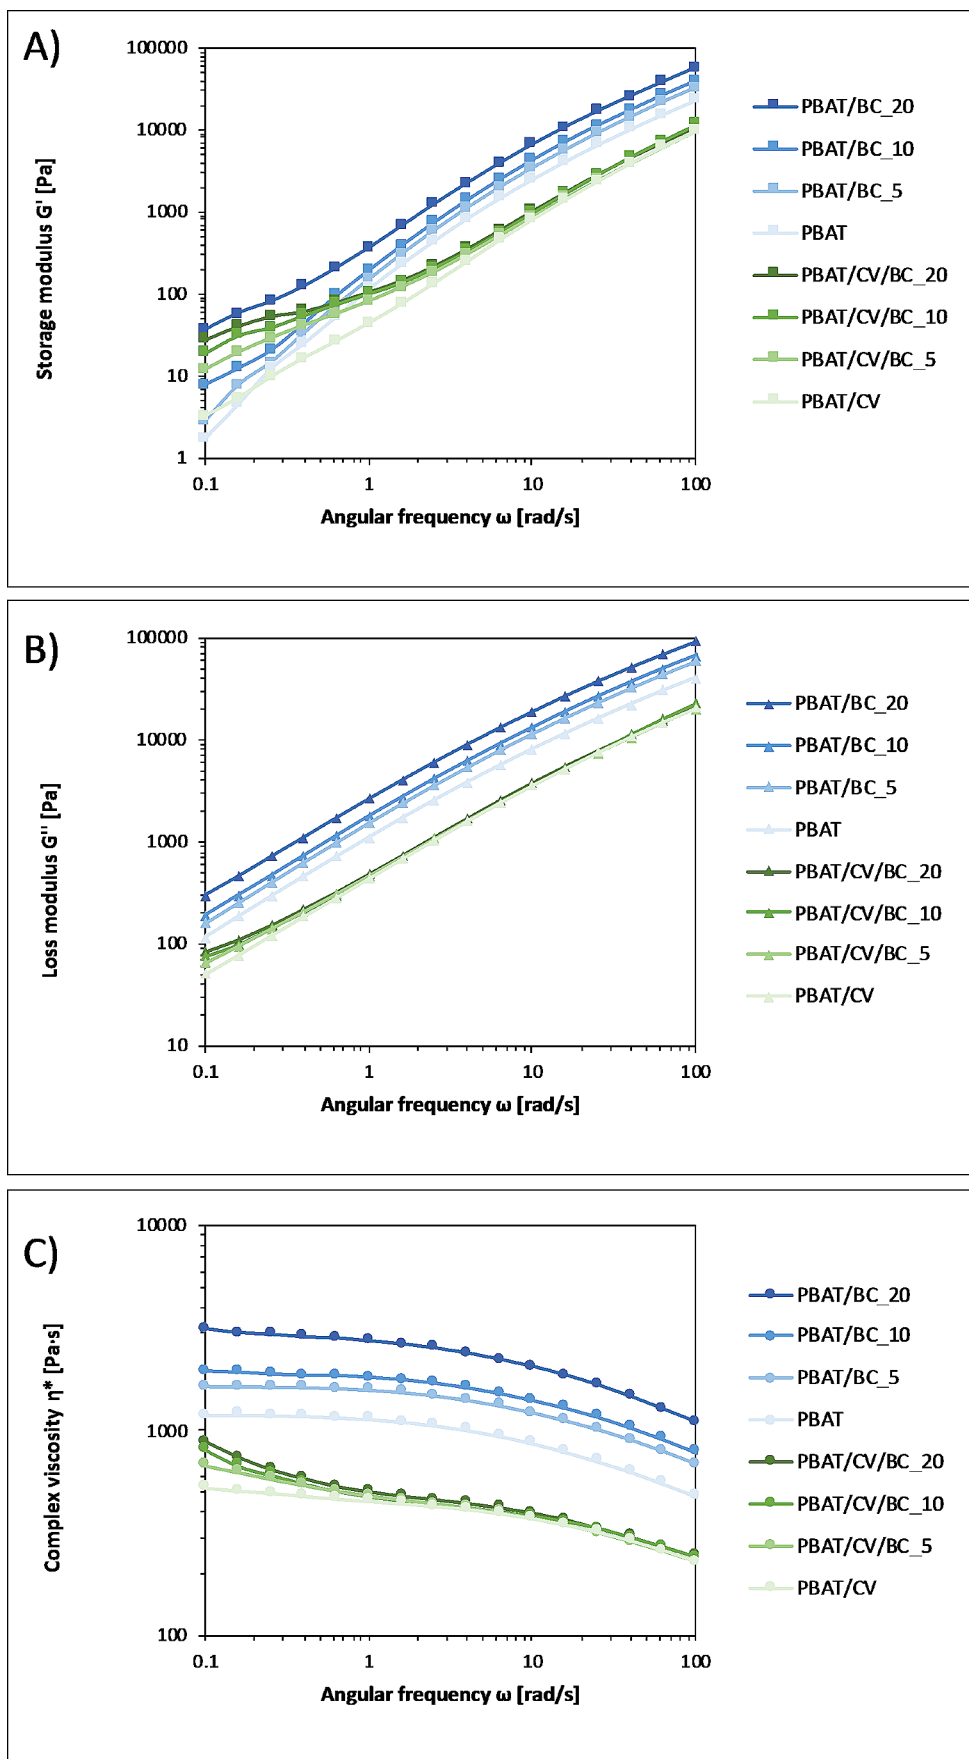 A)
100000
10000
1000
100
10
1
0.1
1
10
100
Storage modulus G' [Pa]
Angular frequency ω [rad/s]
PBAT/BC_20
PBAT/BC_10
PBAT/BC_5
PBAT
PBAT/CV/BC_20
PBAT/CV/BC_10
PBAT/CV/BC_5
PBAT/CV
B)
100000
10000
1000
100
10
0.1
1
10
100
Loss modulus G'' [Pa]
Angular frequency ω [rad/s]
PBAT/BC_20
PBAT/BC_10
PBAT/BC_5
PBAT
PBAT/CV/BC_20
PBAT/CV/BC_10
PBAT/CV/BC_5
PBAT/CV
C)
10000
1000
100
0.1
1
10
100
Complex viscosity η* [Pa·s]
Angular frequency ω [rad/s]
PBAT/BC_20
PBAT/BC_10
PBAT/BC_5
PBAT
PBAT/CV/BC_20
PBAT/CV/BC_10
PBAT/CV/BC_5
PBAT/CV